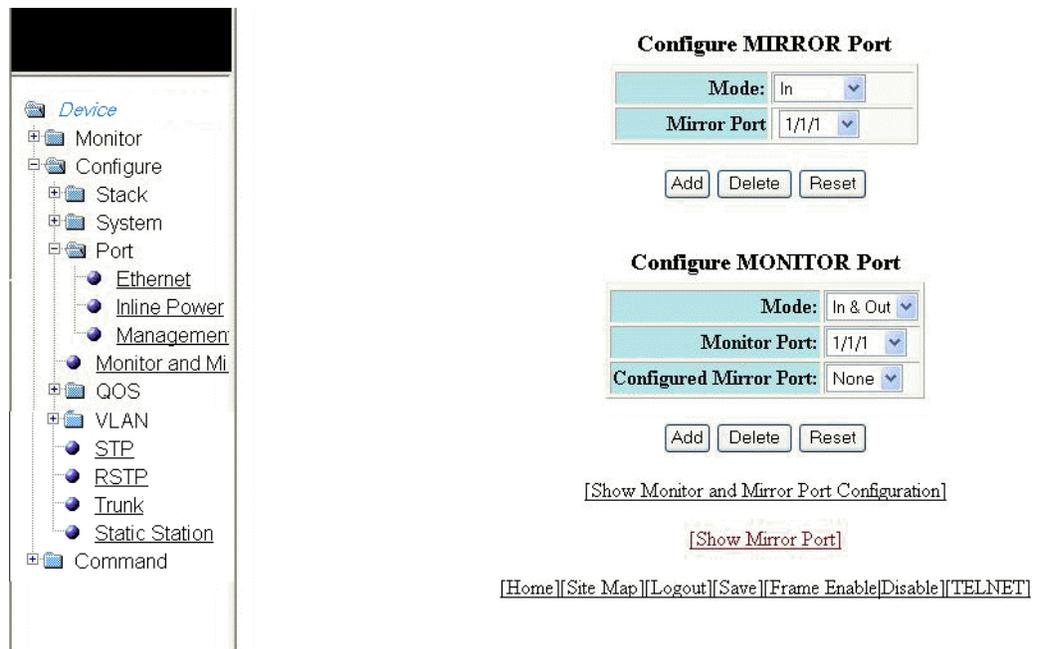 Device
Monitor
Configure
Stack
System
Port
Ethernet
Inline Power
Managemen
Monitor and Mi
QOS
VLAN
STP
RSTP
Trunk
Static Station
Command
Configure MIRROR Port
Mode: In
Mirror Port 1/1/1
Add Delete Reset
Configure MONITOR Port
Mode: In & Out
Monitor Port: 1/1/1
Configured Mirror Port: None
Add Delete Reset
[Show Monitor and Mirror Port Configuration]
[Show Mirror Port]
[Home][Site Map][Logout][Save][Frame Enable|Disable][TELNET]